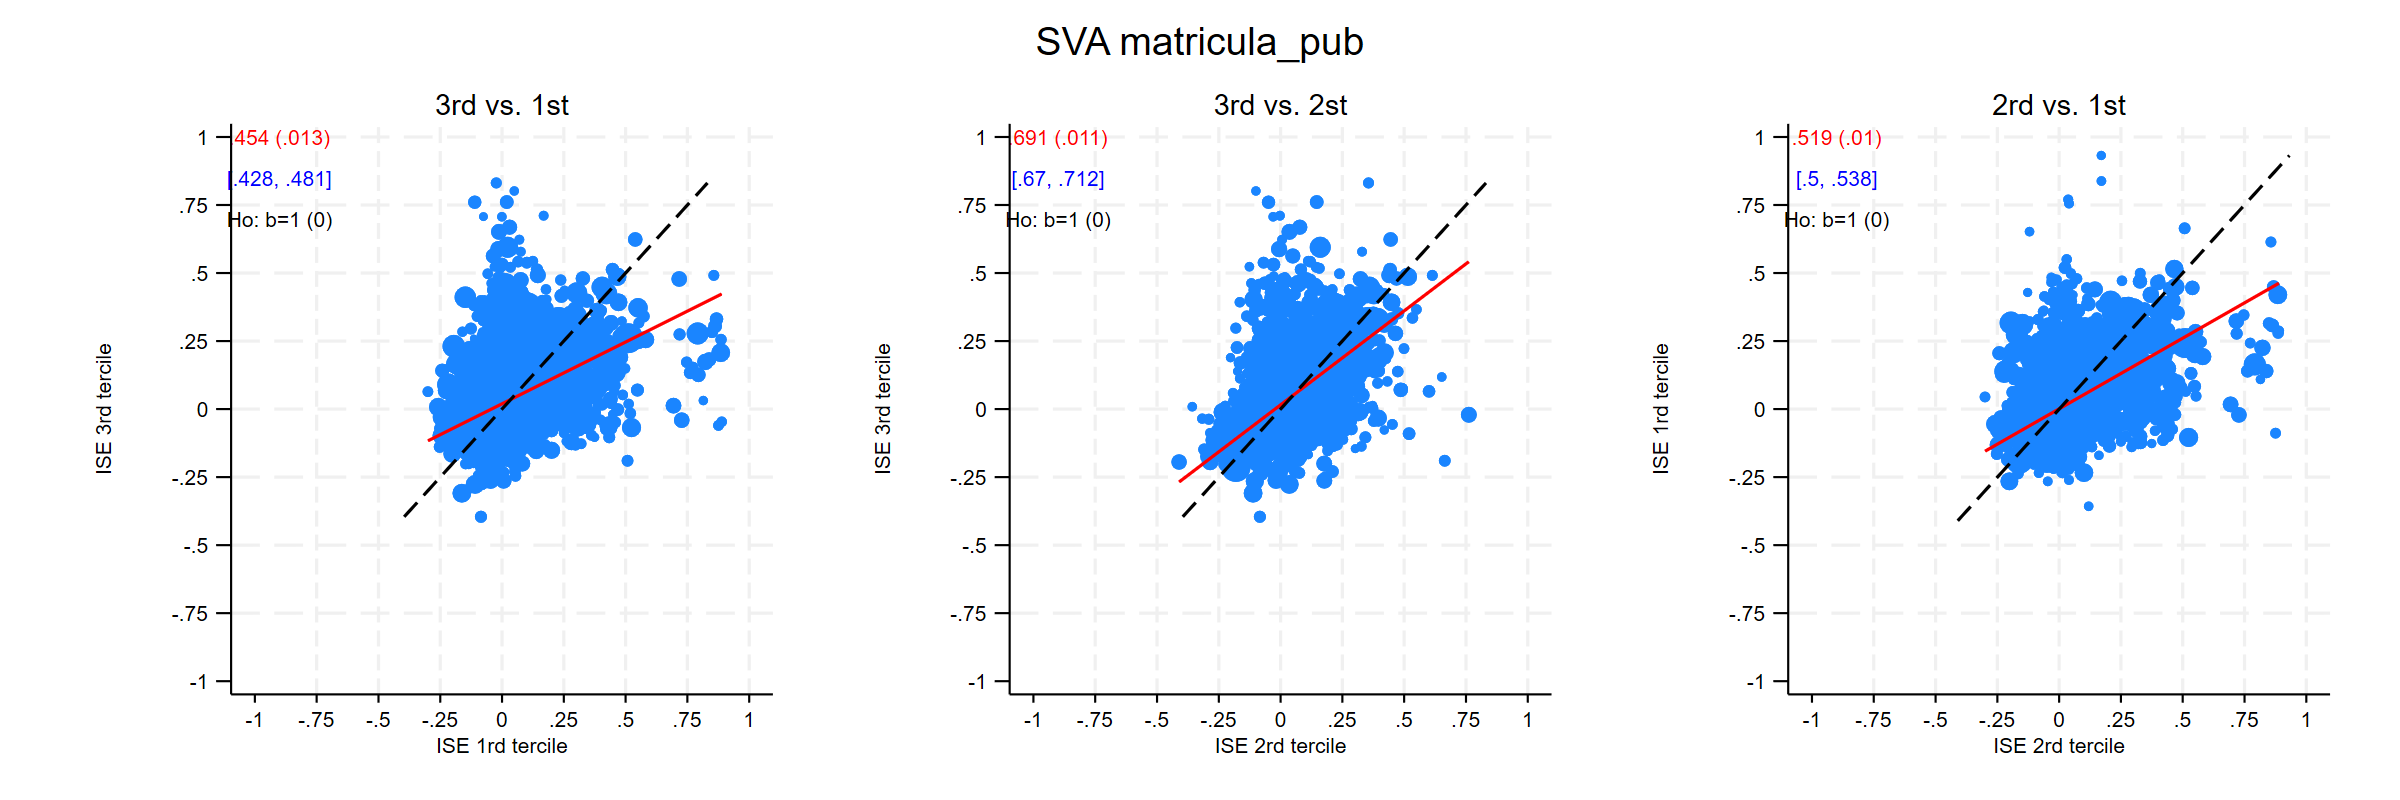 SVA matricula_pub
3rd vs. 1st
.454 (.013)
[.428, .481]
Ho: b=1 (0)
1
.75
.5
.25
0
-.25
-.5
-.75
-1
ISE 3rd tercile
-1 -.75 -.5 -.25 0 .25 .5 .75 1
ISE 1rd tercile
3rd vs. 2st
.691 (.011)
[.67, .712]
Ho: b=1 (0)
1
.75
.5
.25
0
-.25
-.5
-.75
-1
ISE 3rd tercile
-1 -.75 -.5 -.25 0 .25 .5 .75 1
ISE 2rd tercile
2rd vs. 1st
.519 (.01)
[.5, .538]
Ho: b=1 (0)
1
.75
.5
.25
0
-.25
-.5
-.75
-1
ISE 1rd tercile
-1 -.75 -.5 -.25 0 .25 .5 .75 1
ISE 2rd tercile